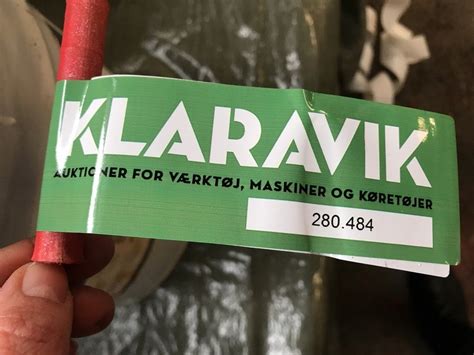 KLARAVIK
AUKTIONER FOR VÆRKTØJ, MASKINER OG KØRETØJER
280.484